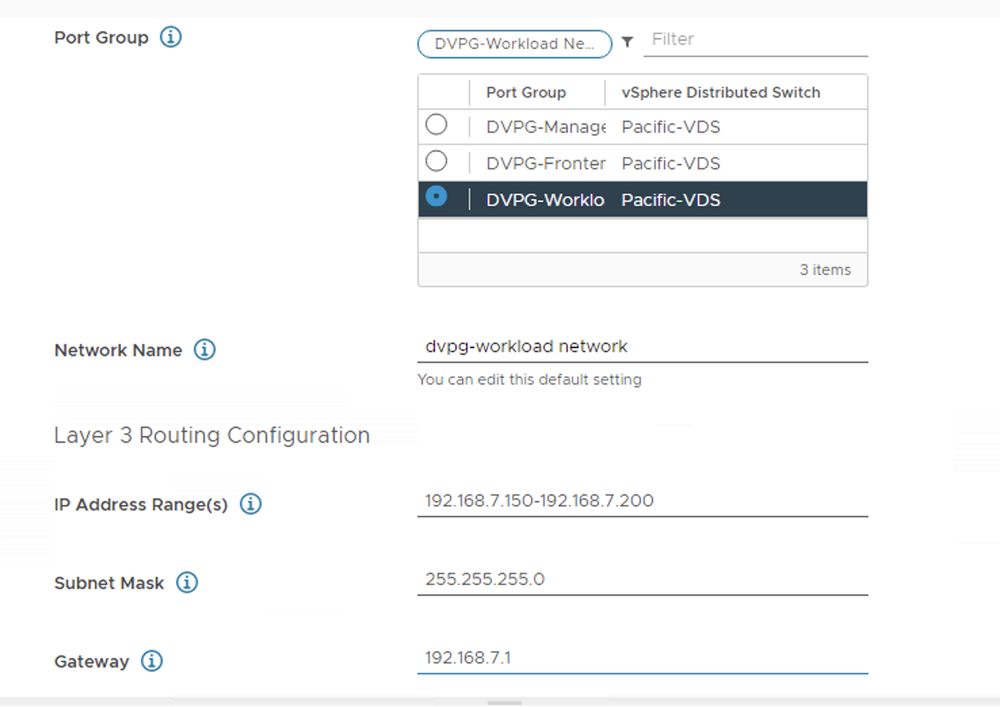 Port Group
DVPG-Workload Ne...
Filter
Port Group vSphere Distributed Switch
DVPG-Manage Pacific-VDS
DVPG-Fronter Pacific-VDS
DVPG-Worklo Pacific-VDS
3 items
Network Name
dvpg-workload network
You can edit this default setting
Layer 3 Routing Configuration
IP Address Range(s)
192.168.7.150-192.168.7.200
Subnet Mask
255.255.255.0
Gateway
192.168.7.1